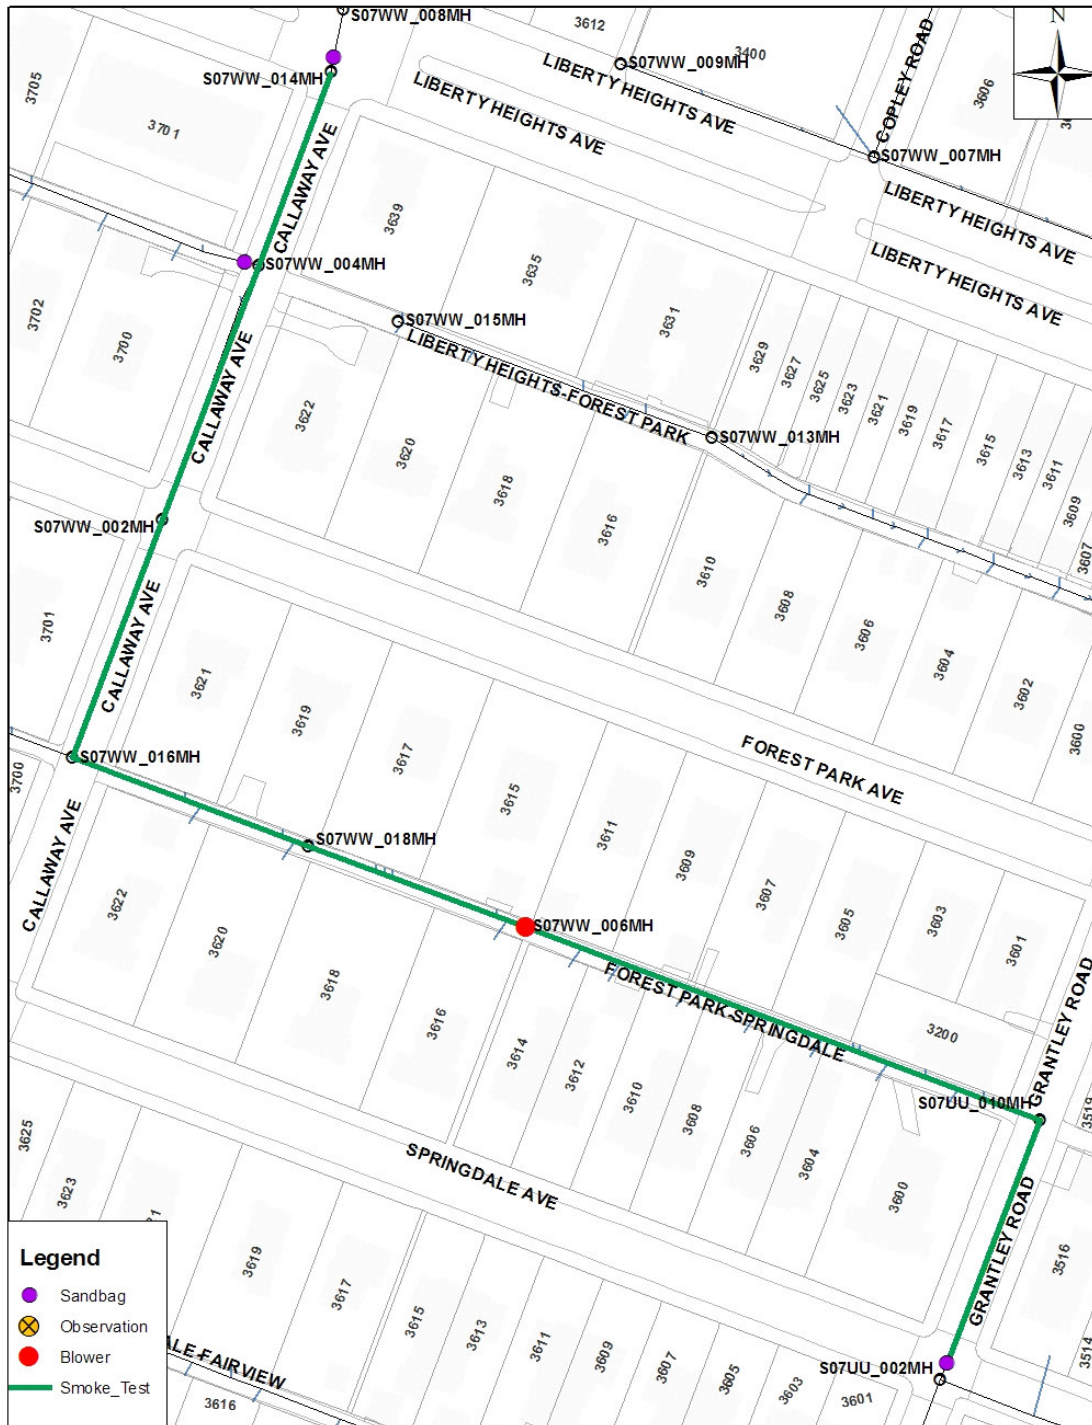 S07WW_008MH
3612
N
3705
S07WW_014MH
S07WW_009MH
3400
LIBERTY HEIGHTS AVE
COPLEY ROAD
3606
3701
CALLAWAY AVE
LIBERTY HEIGHTS AVE
S07WW_007MH
LIBERTY HEIGHTS AVE
3639
3635
LIBERTY HEIGHTS AVE
S07WW_004MH
3702
3700
S07WW_015MH
3631
3629
3627
3625
3623
3621
3619
3617
3615
3613
3611
3609
3607
LIBERTY HEIGHTS-FOREST PARK
CALLAWAY AVE
3622
3620
3618
3616
S07WW_013MH
S07WW_002MH
3610
3608
3606
3604
3602
3600
3701
CALLAWAY AVE
3621
3619
3617
3615
FOREST PARK AVE
S07WW_016MH
3700
3611
3609
3607
3605
3603
3601
S07WW_018MH
CALLAWAY AVE
3622
3620
3618
3616
S07WW_006MH
FOREST PARK-SPRINGDALE
3200
GRANTLEY ROAD
3614
3612
3610
3608
3606
3604
3600
S07UU_010MH
3519
3625
3623
SPRINGDALE AVE
GRANTLEY ROAD
3516
3619
3617
3615
3613
3611
3609
3607
3605
3603
3601
3514
S07UU_002MH
ALE-FAIRVIEW
3616
Legend
Sandbag
Observation
Blower
Smoke_Test